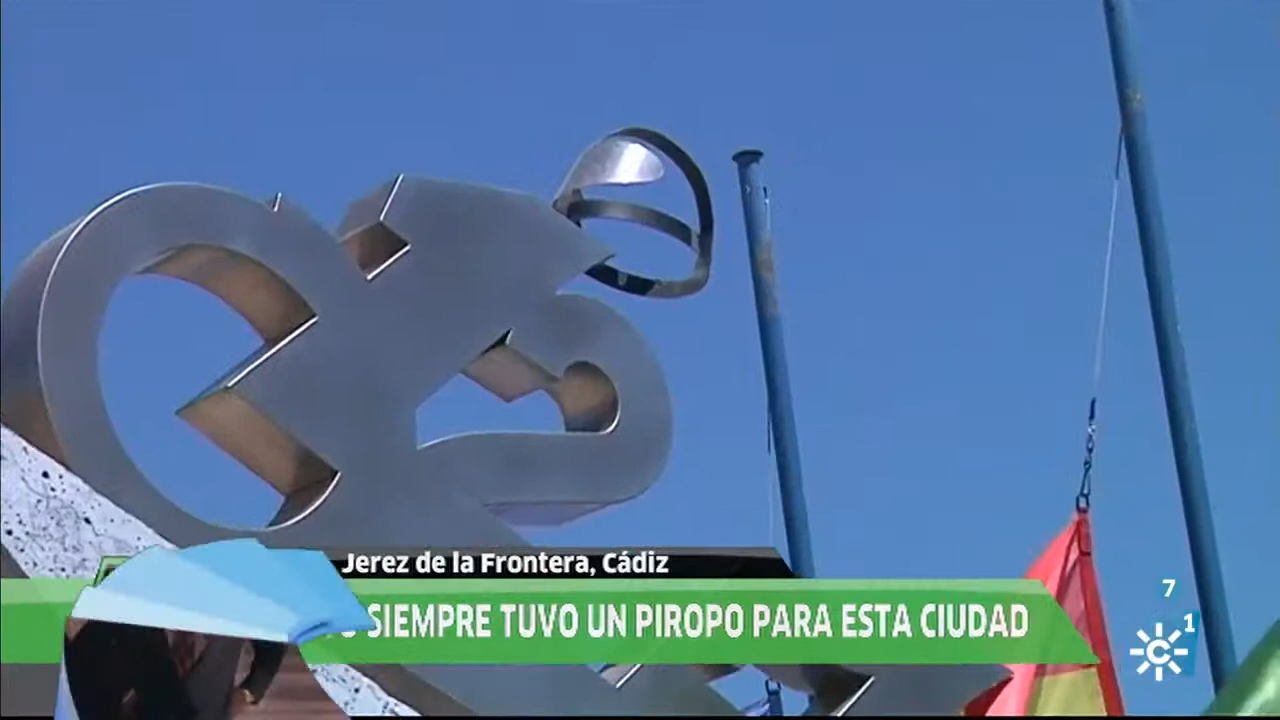 Jerez de la Frontera, Cádiz
SIEMPRE TUVO UN PIROPO PARA ESTA CIUDAD
7
1